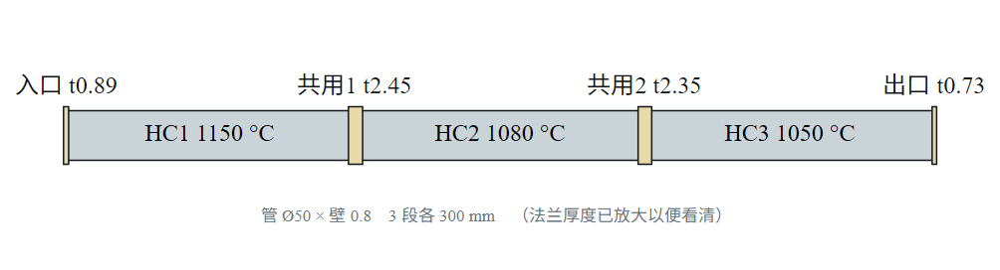 入口 t0.89 共用1 t2.45 共用2 t2.35 出口 t0.73
HC1 1150 °C HC2 1080 °C HC3 1050 °C
管 Ø50 × 壁 0.8 3 段各 300 mm （法兰厚度已放大以便看清）